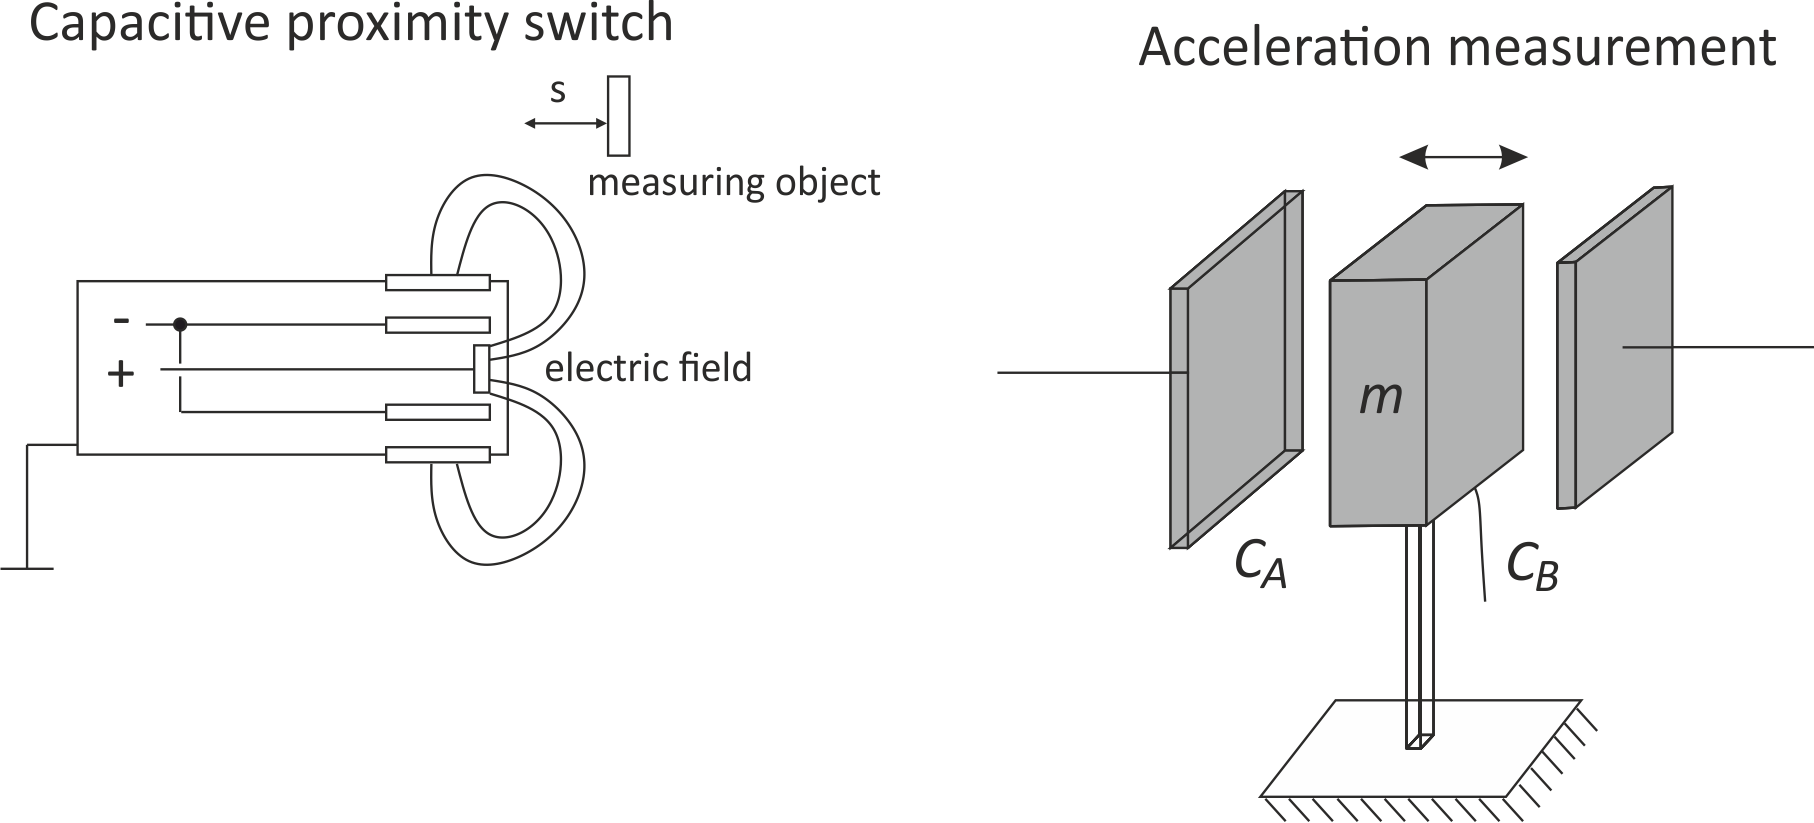 Capacitive proximity switch
s
measuring object
-
+
electric field
Acceleration measurement
m
C_A
C_B